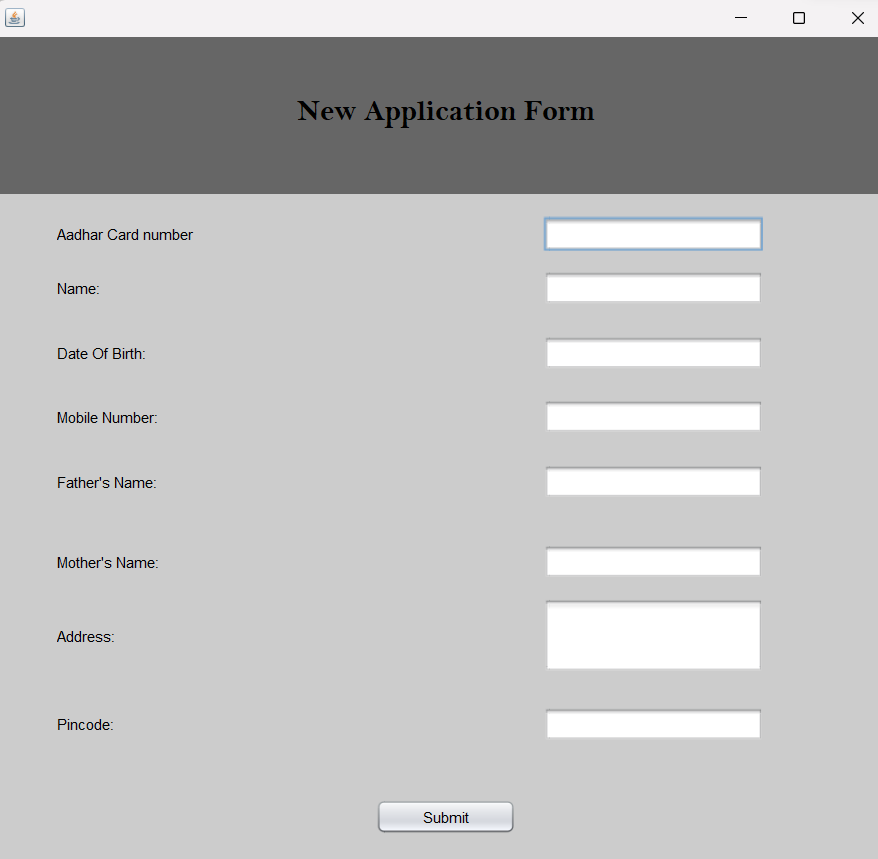 New Application Form
Aadhar Card number
Name:
Date Of Birth:
Mobile Number:
Father's Name:
Mother's Name:
Address:
Pincode:
Submit